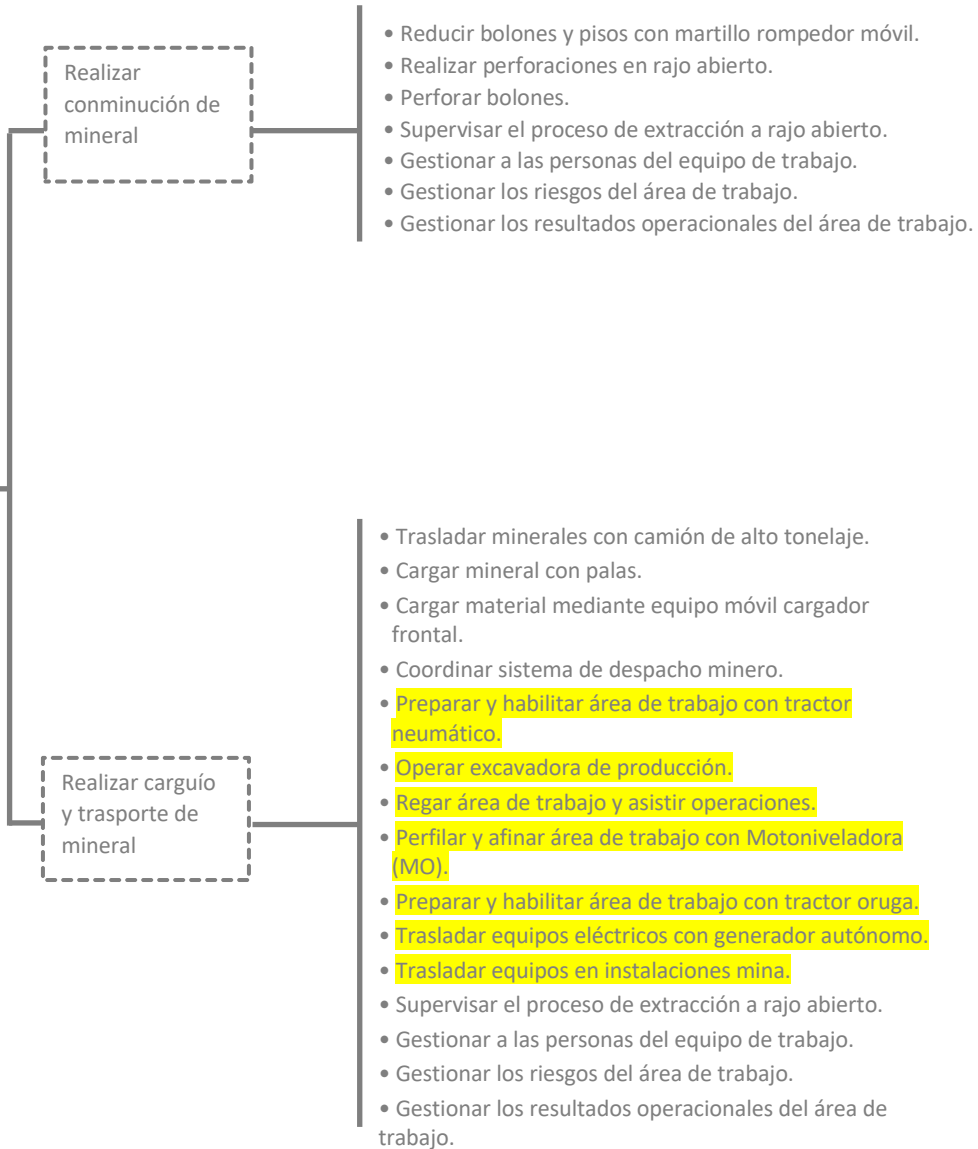 Realizar
conminución de
mineral
• Reducir bolones y pisos con martillo rompedor móvil.
• Realizar perforaciones en rajo abierto.
• Perforar bolones.
• Supervisar el proceso de extracción a rajo abierto.
• Gestionar a las personas del equipo de trabajo.
• Gestionar los riesgos del área de trabajo.
• Gestionar los resultados operacionales del área de trabajo.
Realizar carguío
y trasporte de
mineral
• Trasladar minerales con camión de alto tonelaje.
• Cargar mineral con palas.
• Cargar material mediante equipo móvil cargador
frontal.
• Coordinar sistema de despacho minero.
• Preparar y habilitar área de trabajo con tractor
neumático.
• Operar excavadora de producción.
• Regar área de trabajo y asistir operaciones.
• Perfilar y afinar área de trabajo con Motoniveladora
(MO).
• Preparar y habilitar área de trabajo con tractor oruga.
• Trasladar equipos eléctricos con generador autónomo.
• Trasladar equipos en instalaciones mina.
• Supervisar el proceso de extracción a rajo abierto.
• Gestionar a las personas del equipo de trabajo.
• Gestionar los riesgos del área de trabajo.
• Gestionar los resultados operacionales del área de
trabajo.